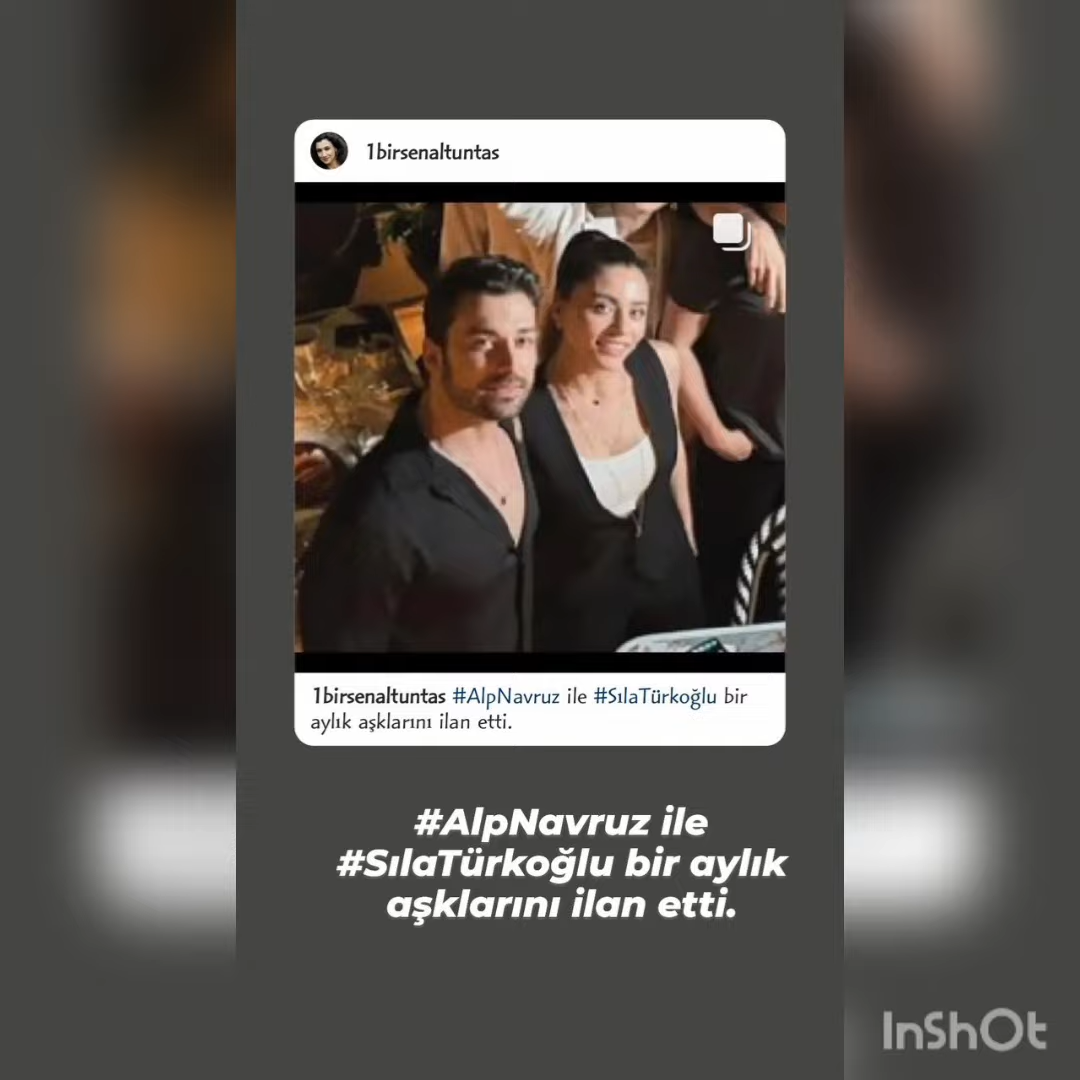 1birsenaltuntas
1birsenaltuntas #AlpNavruz ile #SılaTürkoğlu bir
aylık aşklarını ilan etti.
#AlpNavruz ile
#SılaTürkoğlu bir aylık
aşklarını ilan etti.
InShOt